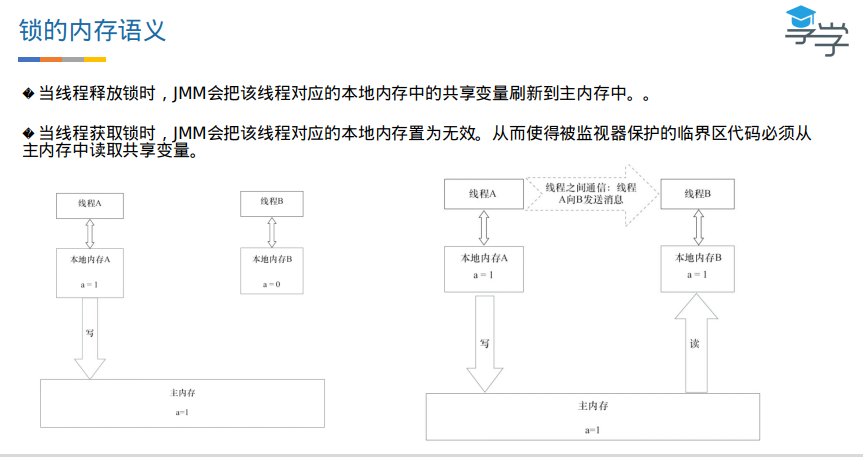 锁的内存语义
享学
当线程释放锁时，JMM会把该线程对应的本地内存中的共享变量刷新到主内存中。。
当线程获取锁时，JMM会把该线程对应的本地内存置为无效。从而使得被监视器保护的临界区代码必须从
主内存中读取共享变量。
线程A
线程B
本地内存A
a = 1
本地内存B
a = 0
写
主内存
a=1
线程A
线程之间通信：线程
A向B发送消息
线程B
本地内存A
a = 1
本地内存B
a = 1
写
读
主内存
a=1